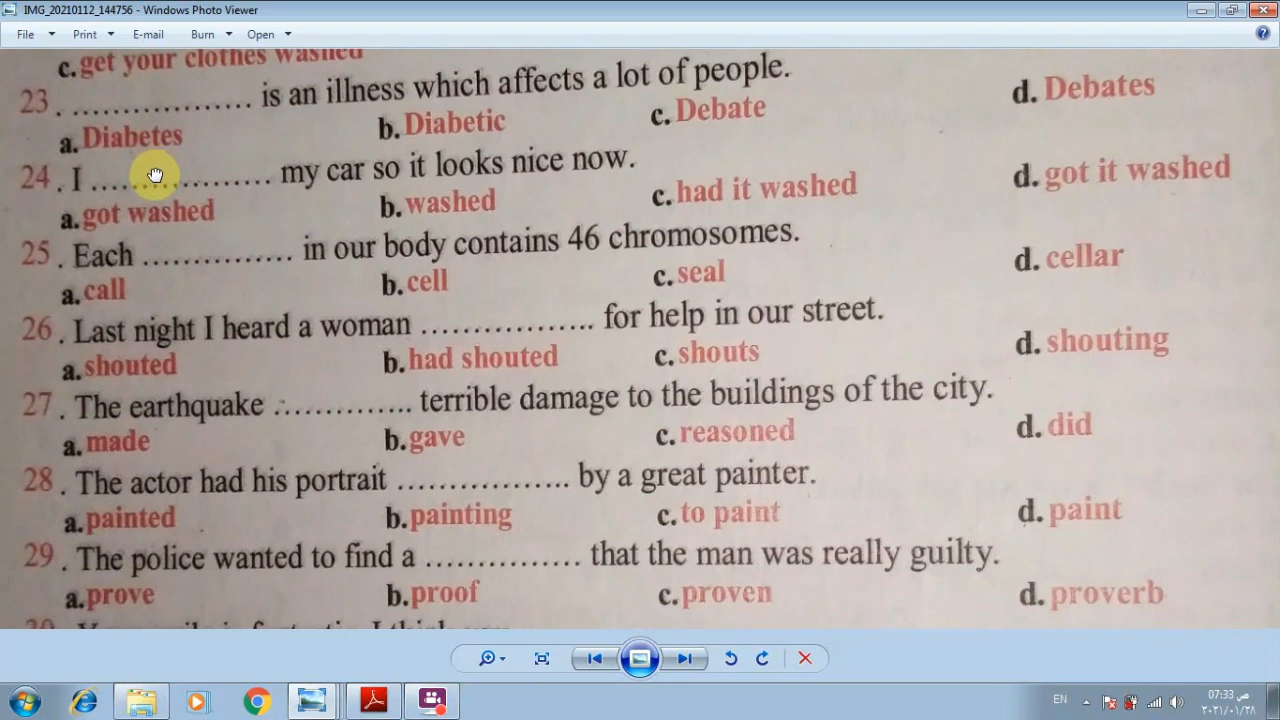 IMG_20210112_144756 - Windows Photo Viewer
File Print E-mail Burn Open
c. get your clothes washed
23. .................. is an illness which affects a lot of people.
a. Diabetes b. Diabetic c. Debate d. Debates
24. I .................. my car so it looks nice now.
a. got washed b. washed c. had it washed d. got it washed
25. Each ............... in our body contains 46 chromosomes.
a. call b. cell c. seal d. cellar
26. Last night I heard a woman .................. for help in our street.
a. shouted b. had shouted c. shouts d. shouting
27. The earthquake .............. terrible damage to the buildings of the city.
a. made b. gave c. reasoned d. did
28. The actor had his portrait .................. by a great painter.
a. painted b. painting c. to paint d. paint
29. The police wanted to find a ................ that the man was really guilty.
a. prove b. proof c. proven d. proverb
EN
07:33 ص
٢٠٢١/٠١/٢٨